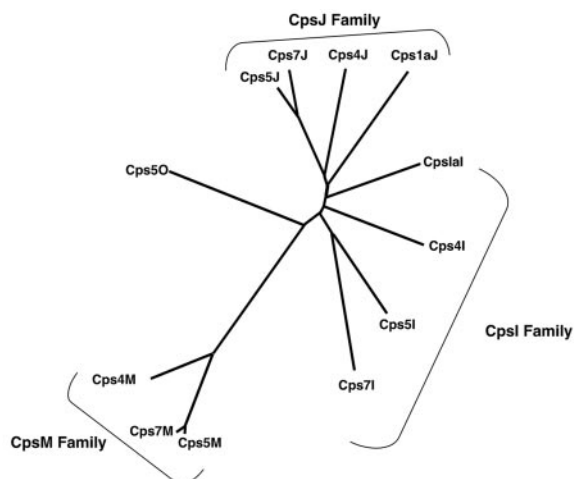 CpsJ Family
Cps7J
Cps4J
Cps1aJ
Cps5J
CpsIaI
Cps5O
Cps4I
Cps5I
CpsI Family
Cps7I
Cps4M
Cps7M
Cps5M
CpsM Family